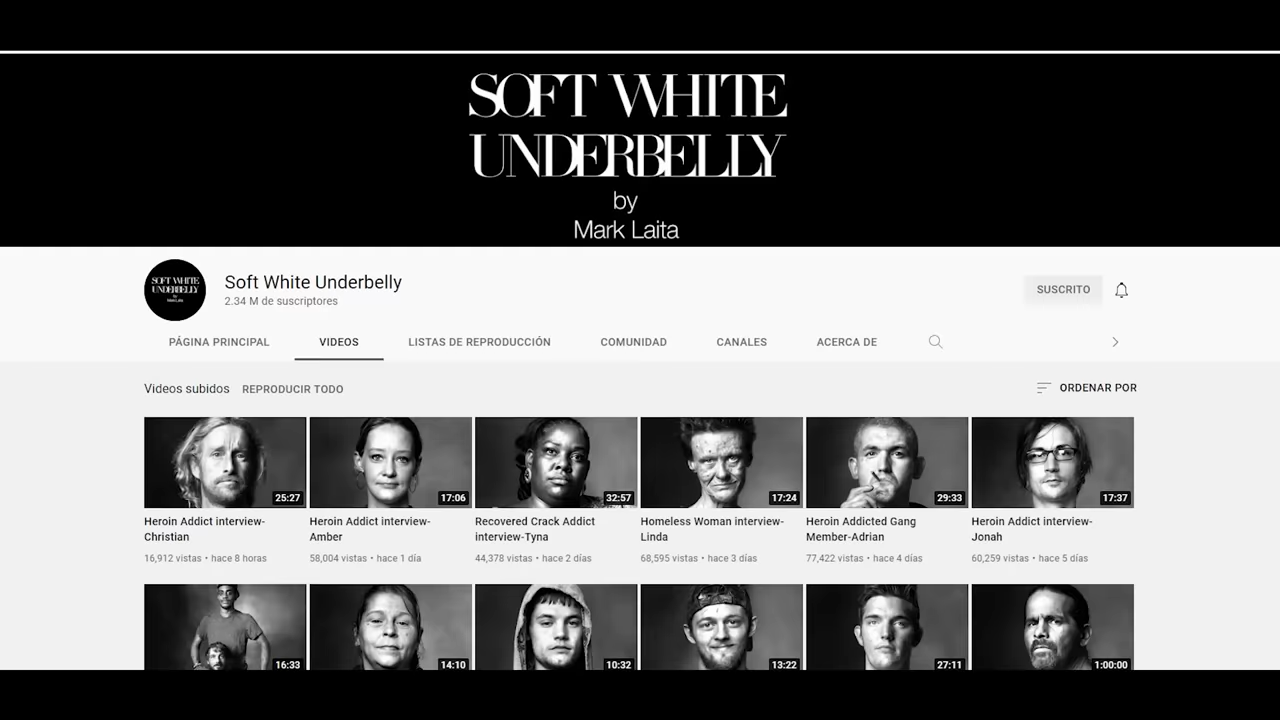 SOFT WHITE
UNDERBELLY
by
Mark Laita
SOFT WHITE
UNDERBELLY
by
Mark Laita
Soft White Underbelly
2.34 M de suscriptores
SUSCRITO
PÁGINA PRINCIPAL VIDEOS LISTAS DE REPRODUCCIÓN COMUNIDAD CANALES ACERCA DE
Videos subidos REPRODUCIR TODO ORDENAR POR
25:27 17:06 32:57 17:24 29:33 17:37
Heroin Addict interview-
Christian
16,912 vistas • hace 8 horas
Heroin Addict interview-
Amber
58,004 vistas • hace 1 día
Recovered Crack Addict
interview-Tyna
44,378 vistas • hace 2 días
Homeless Woman interview-
Linda
68,595 vistas • hace 3 días
Heroin Addicted Gang
Member-Adrian
77,422 vistas • hace 4 días
Heroin Addict interview-
Jonah
60,259 vistas • hace 5 días
16:33 14:10 10:32 13:22 27:11 1:00:00